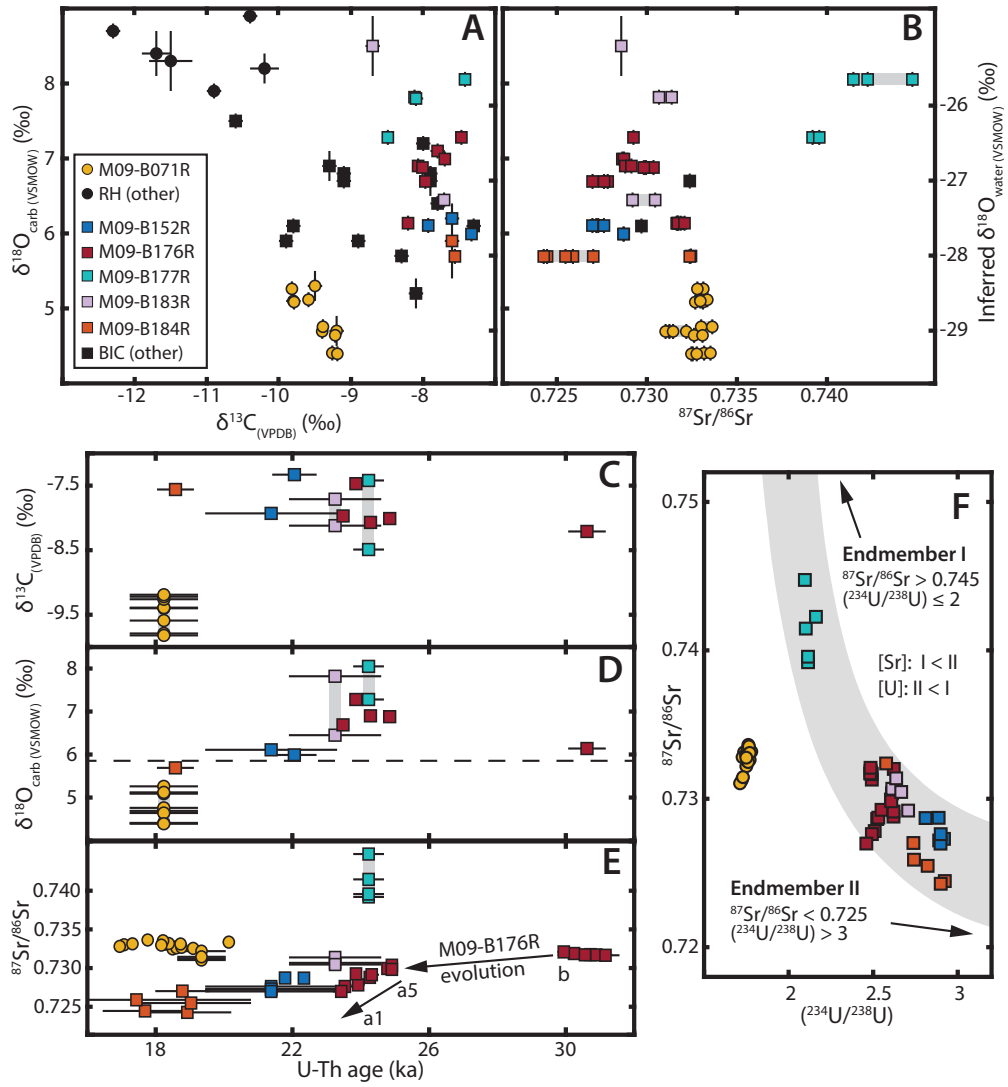 A
8
7
6
5
δ¹⁸O carb (VSMOW) (‰)
M09-B071R
RH (other)
M09-B152R
M09-B176R
M09-B177R
M09-B183R
M09-B184R
BIC (other)
-12
-11
-10
-9
-8
δ¹³C (VPDB) (‰)
B
-26
-27
-28
-29
Inferred δ¹⁸O water (VSMOW) (‰)
0.725
0.730
0.735
0.740
⁸⁷Sr/⁸⁶Sr
C
-7.5
-8.5
-9.5
δ¹³C (VPDB) (‰)
D
8
7
6
5
δ¹⁸O carb (VSMOW) (‰)
E
0.740
0.735
0.730
0.725
⁸⁷Sr/⁸⁶Sr
M09-B176R
evolution
b
a5
a1
18
22
26
30
U-Th age (ka)
F
0.75
0.74
0.73
0.72
⁸⁷Sr/⁸⁶Sr
Endmember I
⁸⁷Sr/⁸⁶Sr > 0.745
(²³⁴U/²³⁸U) ≤ 2
[Sr]: I < II
[U]: II < I
Endmember II
⁸⁷Sr/⁸⁶Sr < 0.725
(²³⁴U/²³⁸U) > 3
2
2.5
3
(²³⁴U/²³⁸U)